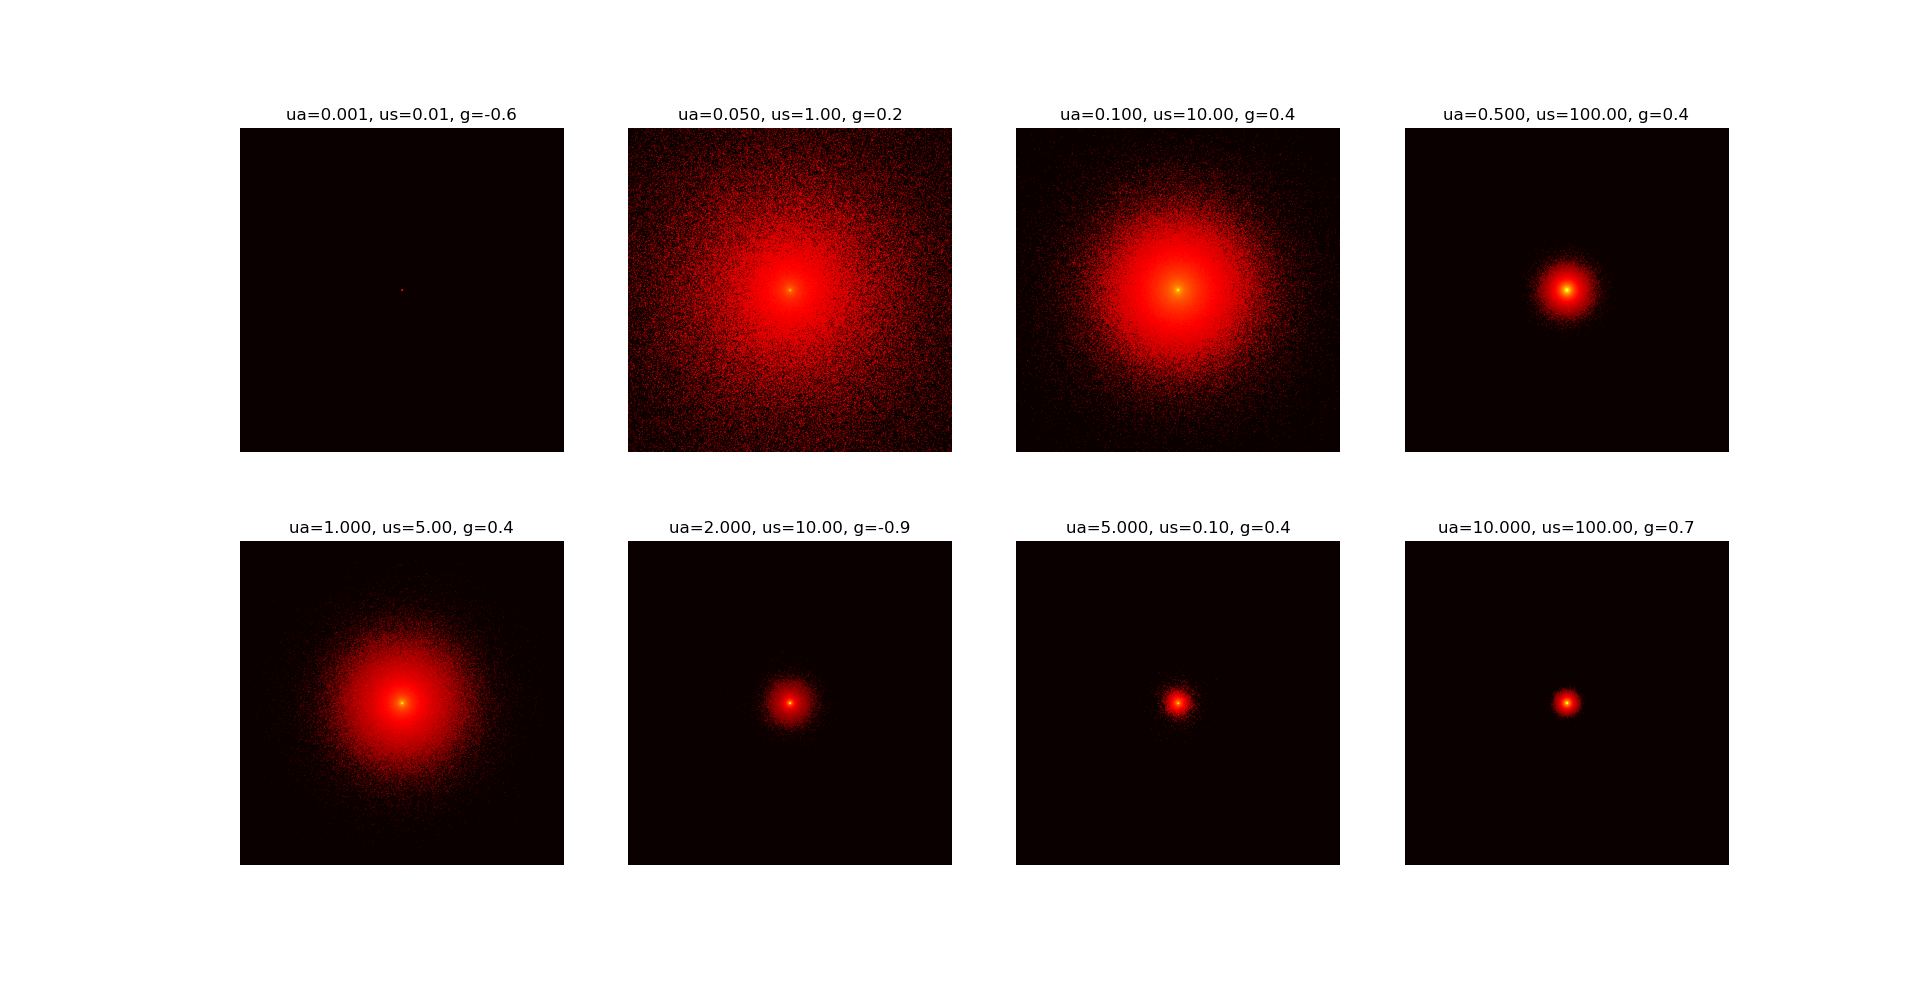 ua=0.001, us=0.01, g=-0.6
ua=0.050, us=1.00, g=0.2
ua=0.100, us=10.00, g=0.4
ua=0.500, us=100.00, g=0.4
ua=1.000, us=5.00, g=0.4
ua=2.000, us=10.00, g=-0.9
ua=5.000, us=0.10, g=0.4
ua=10.000, us=100.00, g=0.7